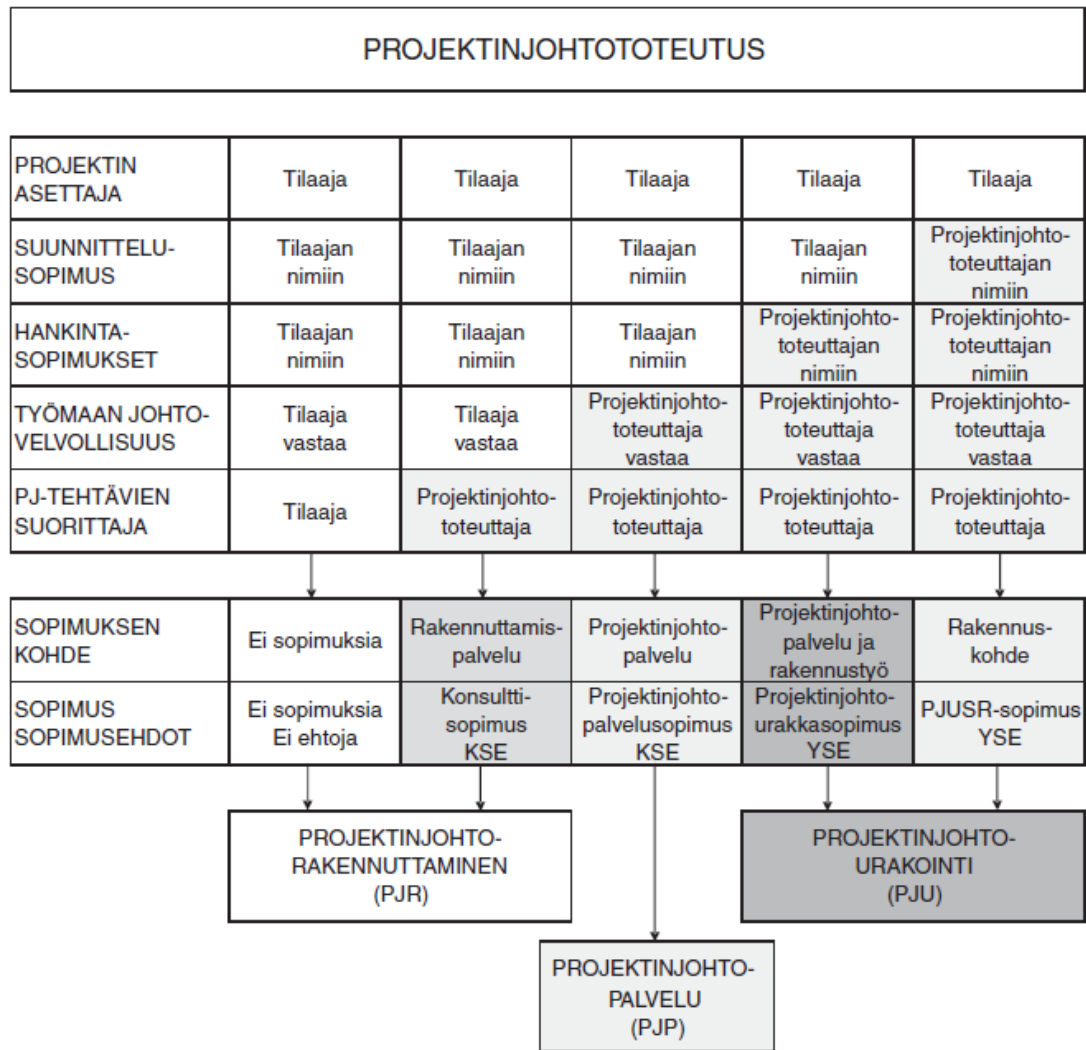 PROJEKTINJOHTOTOTEUTUS
PROJEKTIN
ASETTAJA
Tilaaja
Tilaaja
Tilaaja
Tilaaja
Tilaaja
SUUNNITTELU-
SOPIMUS
Tilaajan
nimiin
Tilaajan
nimiin
Tilaajan
nimiin
Tilaajan
nimiin
Projektinjohto-
toteuttajan
nimiin
HANKINTA-
SOPIMUKSET
Tilaajan
nimiin
Tilaajan
nimiin
Tilaajan
nimiin
Projektinjohto-
toteuttajan
nimiin
Projektinjohto-
toteuttajan
nimiin
TYÖMAAN JOHTO-
VELVOLLISUUS
Tilaaja
vastaa
Tilaaja
vastaa
Projektinjohto-
toteuttaja
vastaa
Projektinjohto-
toteuttaja
vastaa
Projektinjohto-
toteuttaja
vastaa
PJ-TEHTÄVIEN
SUORITTAJA
Tilaaja
Projektinjohto-
toteuttaja
Projektinjohto-
toteuttaja
Projektinjohto-
toteuttaja
Projektinjohto-
toteuttaja
SOPIMUKSEN
KOHDE
Ei sopimuksia
Rakennuttamis-
palvelu
Projektinjohto-
palvelu
Projektinjohto-
palvelu ja
rakennustyö
Rakennus-
kohde
SOPIMUS
SOPIMUSEHDOT
Ei sopimuksia
Ei ehtoja
Konsultti-
sopimus
KSE
Projektinjohto-
palvelusopimus
KSE
Projektinjohto-
urakkasopimus
YSE
PJUSR-sopimus
YSE
PROJEKTINJOHTO-
RAKENNUTTAMINEN
(PJR)
PROJEKTINJOHTO-
URAKOINTI
(PJU)
PROJEKTINJOHTO-
PALVELU
(PJP)